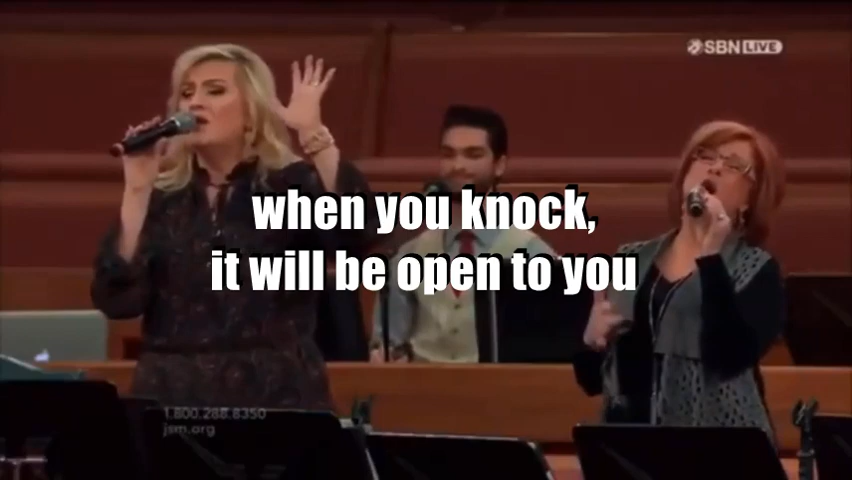 SBN LIVE
when you knock,
it will be open to you
1.800.288.8350
jsm.org